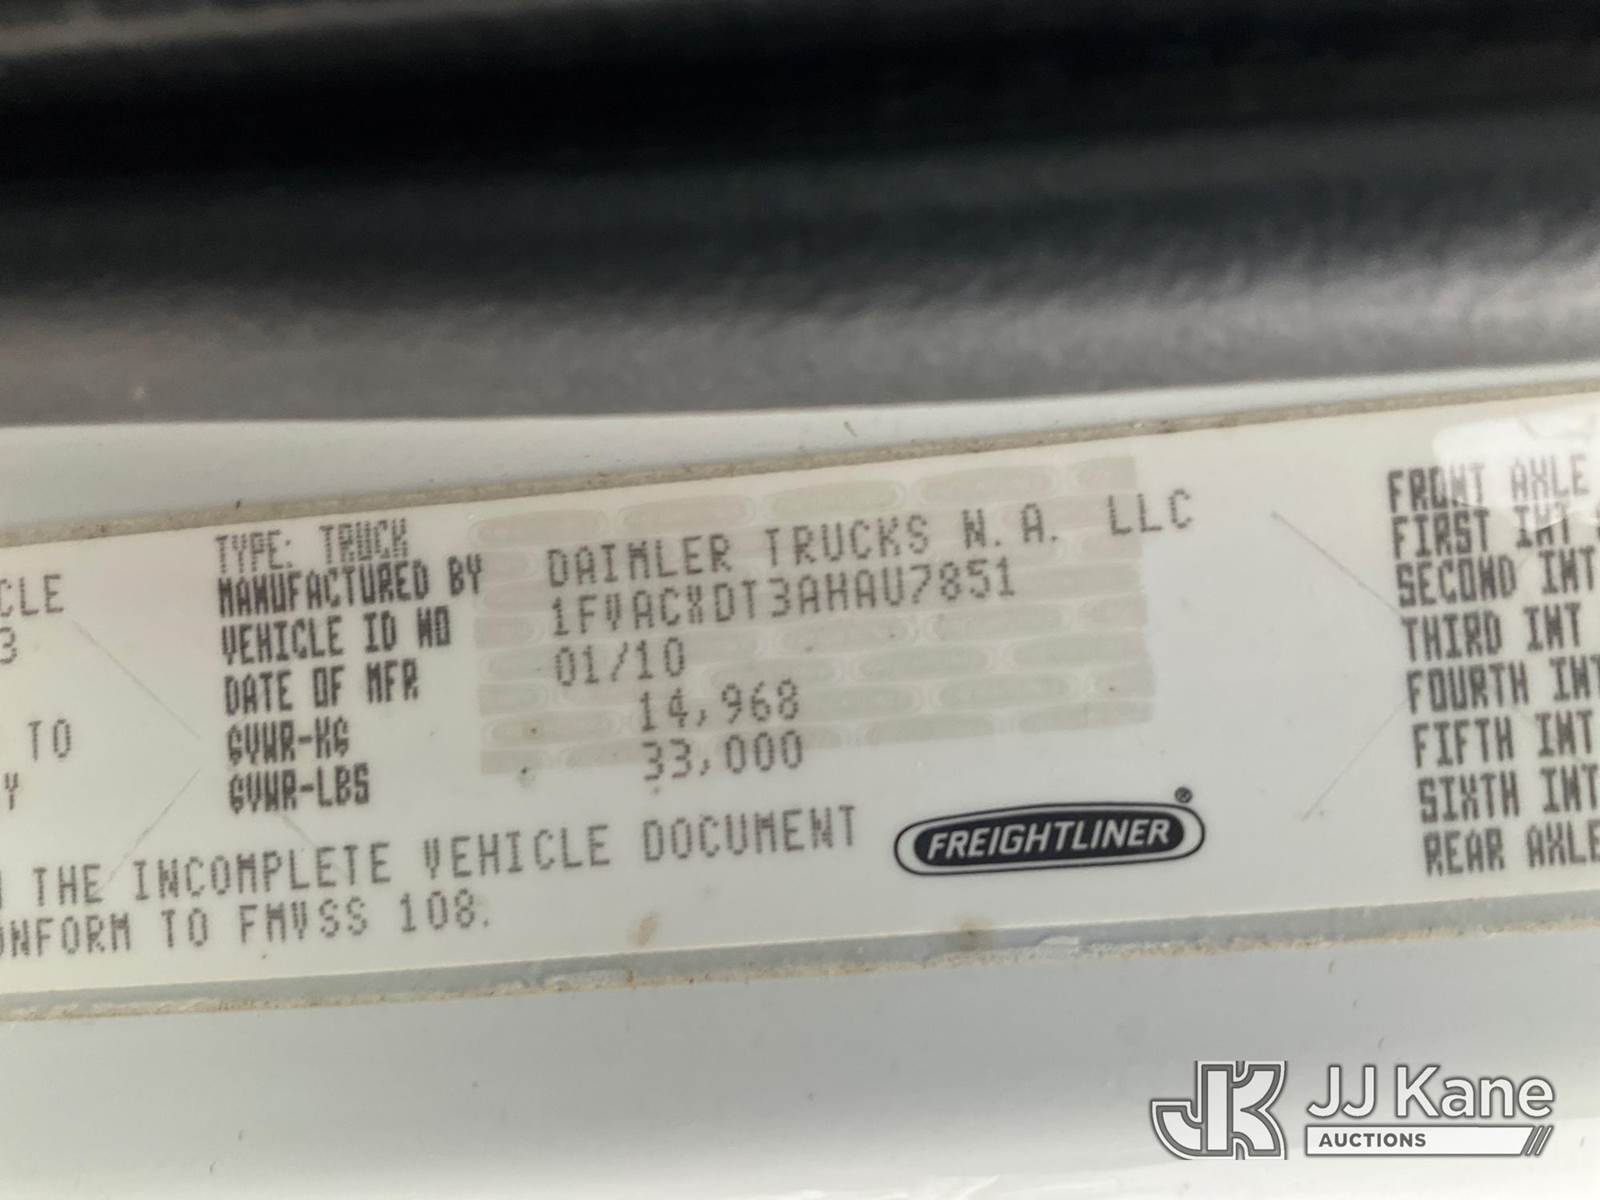 CLE
3
TO
Y
TYPE: TRUCK
MANUFACTURED BY DAIMLER TRUCKS N.A. LLC
VEHICLE ID NO 1FVACXDT3AHAU7851
DATE OF MFR 01/10
GVWR-KG 14,968
GVWR-LBS 33,000
THE INCOMPLETE VEHICLE DOCUMENT
ONFORM TO FMVSS 108.
FREIGHTLINER®
FRONT AXLE
FIRST INT
SECOND INT
THIRD INT
FOURTH INT
FIFTH INT
SIXTH INT
REAR AXLE
JK JJ Kane
AUCTIONS